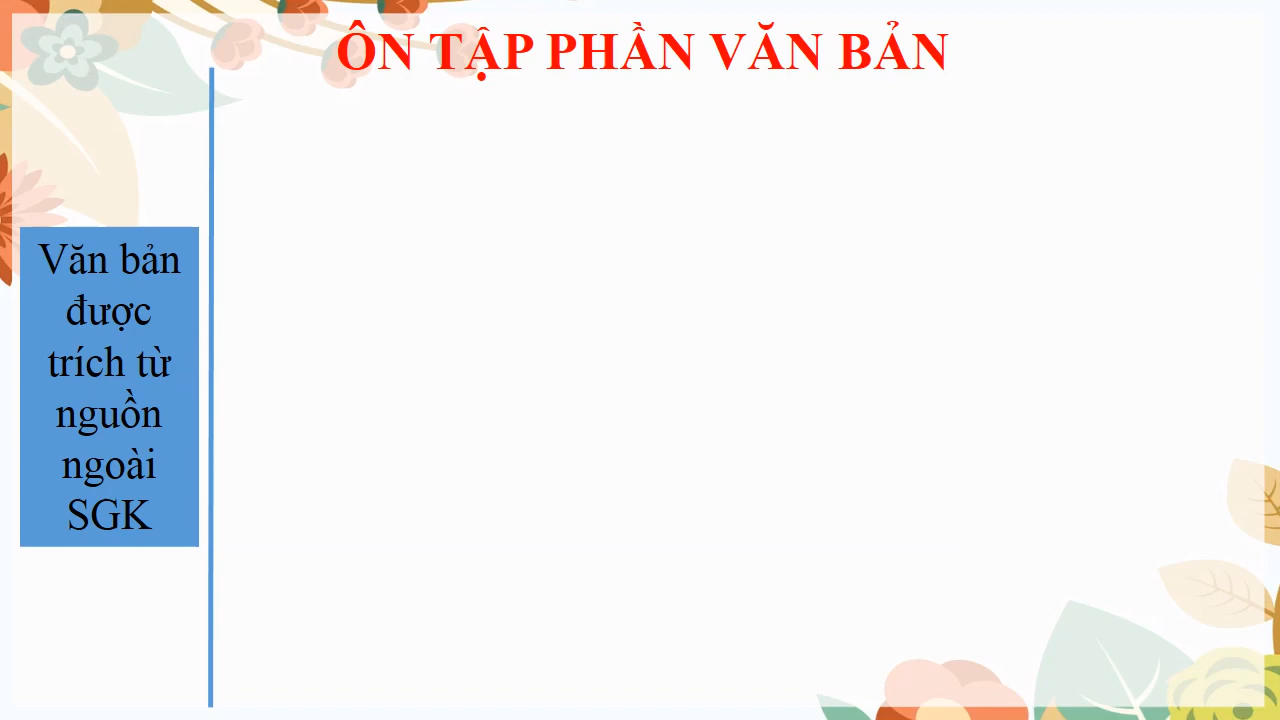 ÔN TẬP PHẦN VĂN BẢN
Văn bản
được
trích từ
nguồn
ngoài
SGK